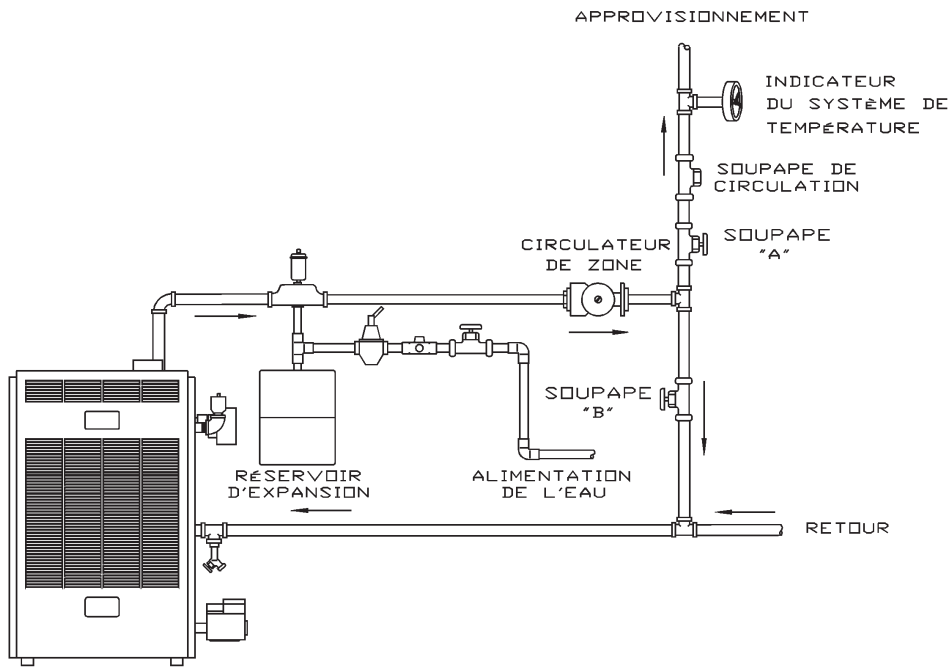 APPROVISIONNEMENT
INDICATEUR
DU SYSTÈME DE
TEMPÉRATURE
SOUPAPE DE
CIRCULATION
SOUPAPE
"A"
CIRCULATEUR
DE ZONE
SOUPAPE
"B"
RÉSERVOIR
D'EXPANSION
ALIMENTATION
DE L'EAU
RETOUR